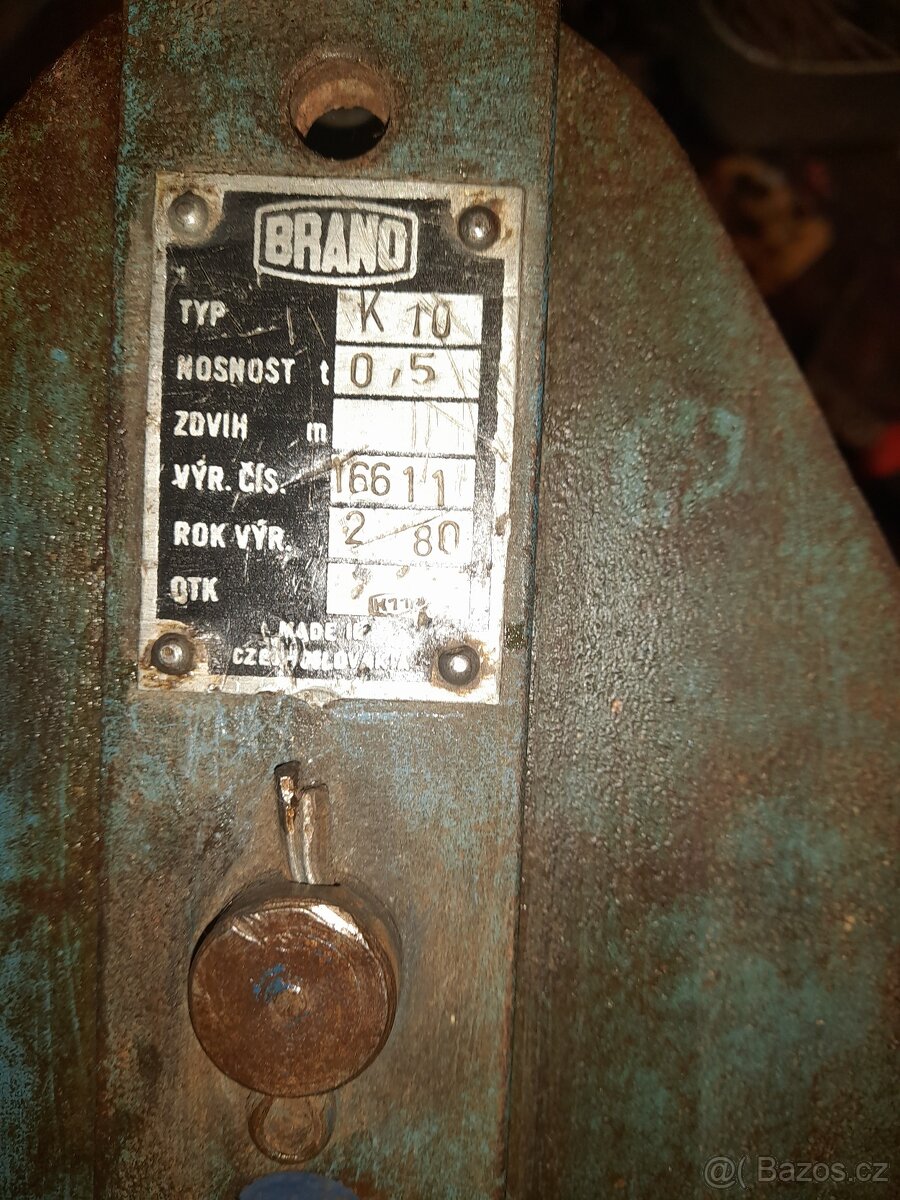 BRANO
TYP K 10
NOSNOST t 0,5
ZDVIH m
VÝR. ČÍS. 16611
ROK VÝR. 2 80
OTK
MADE IN
CZECHOSLOVAKIA
@( Bazos.cz